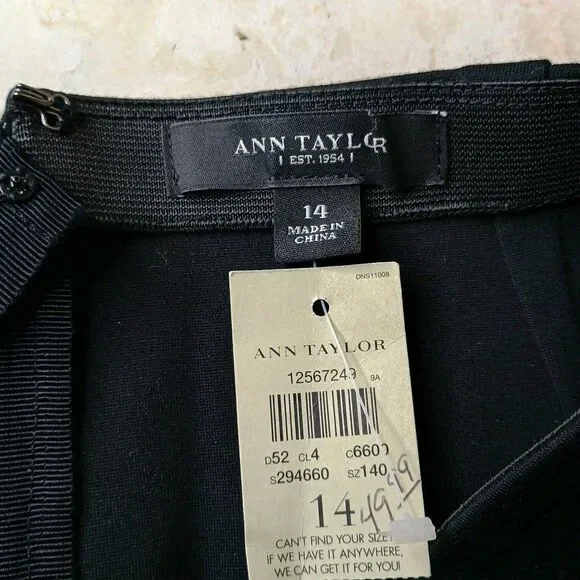 ANN TAYLOR
EST. 1954
14
MADE IN
CHINA
DNS11008
ANN TAYLOR
12567249 9A
D52 CL4 C6600
S294660 SZ140
14
49.99
CAN'T FIND YOUR SIZE?
IF WE HAVE IT ANYWHERE,
WE CAN GET IT FOR YOU!